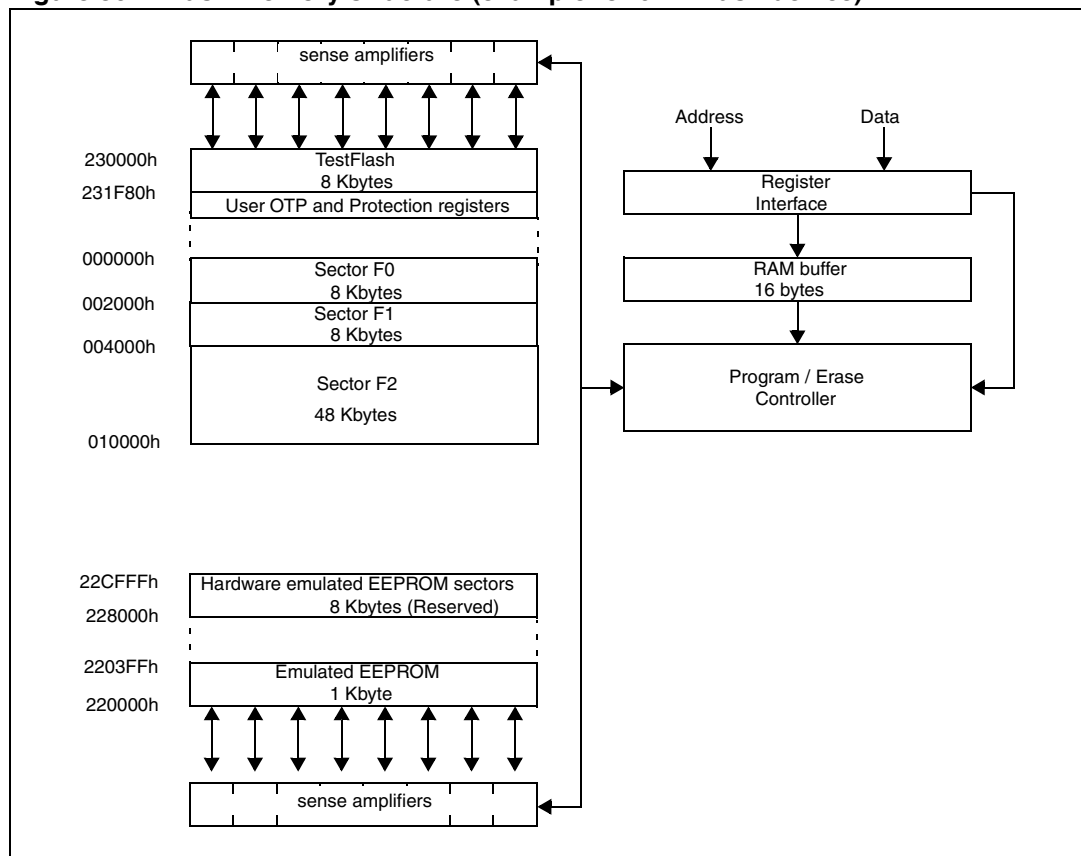 sense amplifiers
230000h
TestFlash
8 Kbytes
231F80h
User OTP and Protection registers
000000h
Sector F0
8 Kbytes
002000h
Sector F1
8 Kbytes
004000h
Sector F2
48 Kbytes
010000h
22CFFFh
Hardware emulated EEPROM sectors
8 Kbytes (Reserved)
228000h
2203FFh
Emulated EEPROM
1 Kbyte
220000h
sense amplifiers
Address
Data
Register
Interface
RAM buffer
16 bytes
Program / Erase
Controller